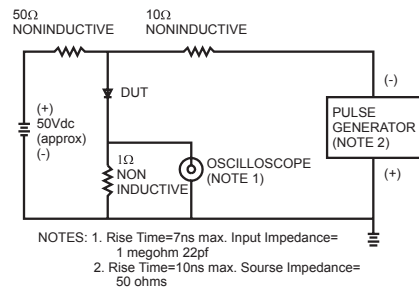 50Ω
NONINDUCTIVE
10Ω
NONINDUCTIVE
DUT
(+)
50Vdc
(approx)
(-)
1Ω
NON
INDUCTIVE
OSCILLOSCOPE
(NOTE 1)
(-)
PULSE
GENERATOR
(NOTE 2)
(+)
NOTES: 1. Rise Time=7ns max. Input Impedance=
1 megohm 22pf
2. Rise Time=10ns max. Sourse Impedance=
50 ohms